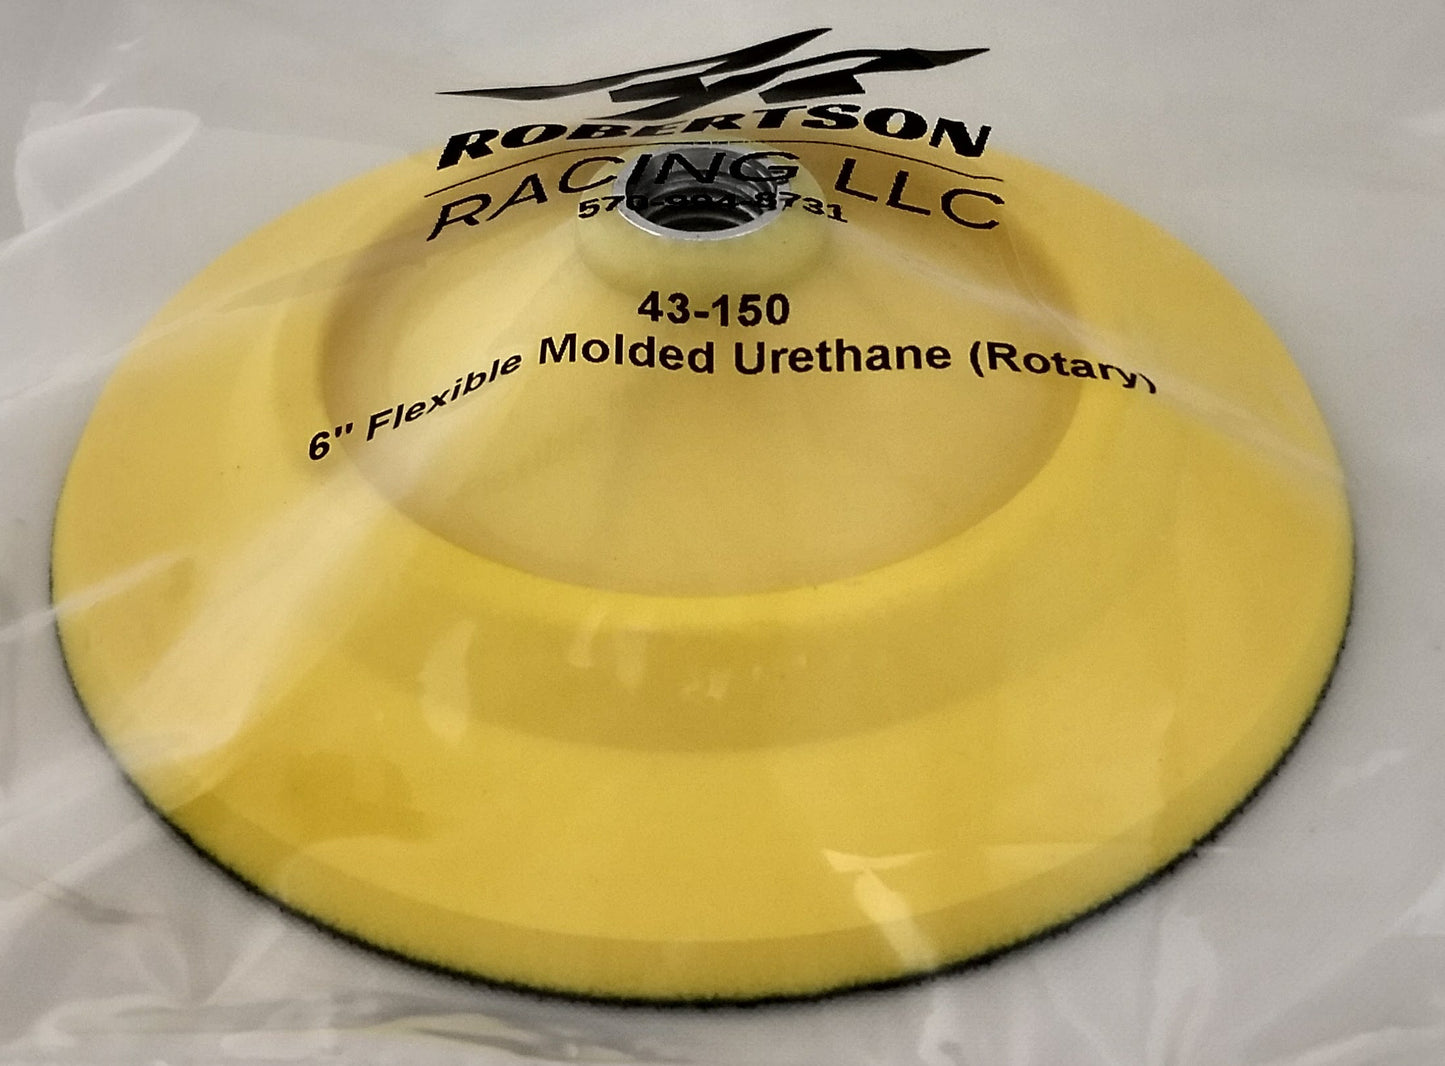 ROBERTSON
RACING LLC
43-150
6" Flexible Molded Urethane (Rotary)